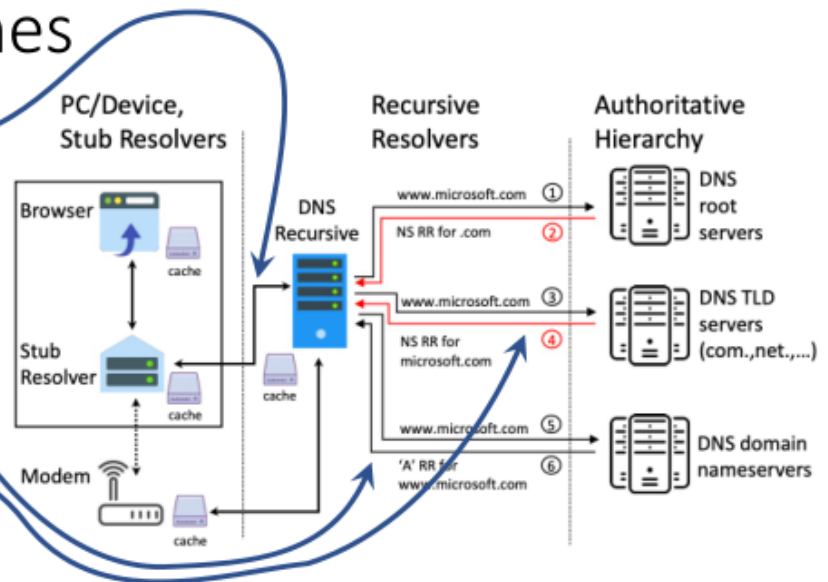 nes
PC/Device,
Stub Resolvers
Recursive
Resolvers
Authoritative
Hierarchy
Browser
cache
Stub
Resolver
cache
Modem
cache
DNS
Recursive
cache
www.microsoft.com ①
NS RR for .com ②
www.microsoft.com ③
NS RR for
microsoft.com
④
www.microsoft.com ⑤
'A' RR for
www.microsoft.com
⑥
DNS
root
servers
DNS TLD
servers
(com.,net.,...)
DNS domain
nameservers